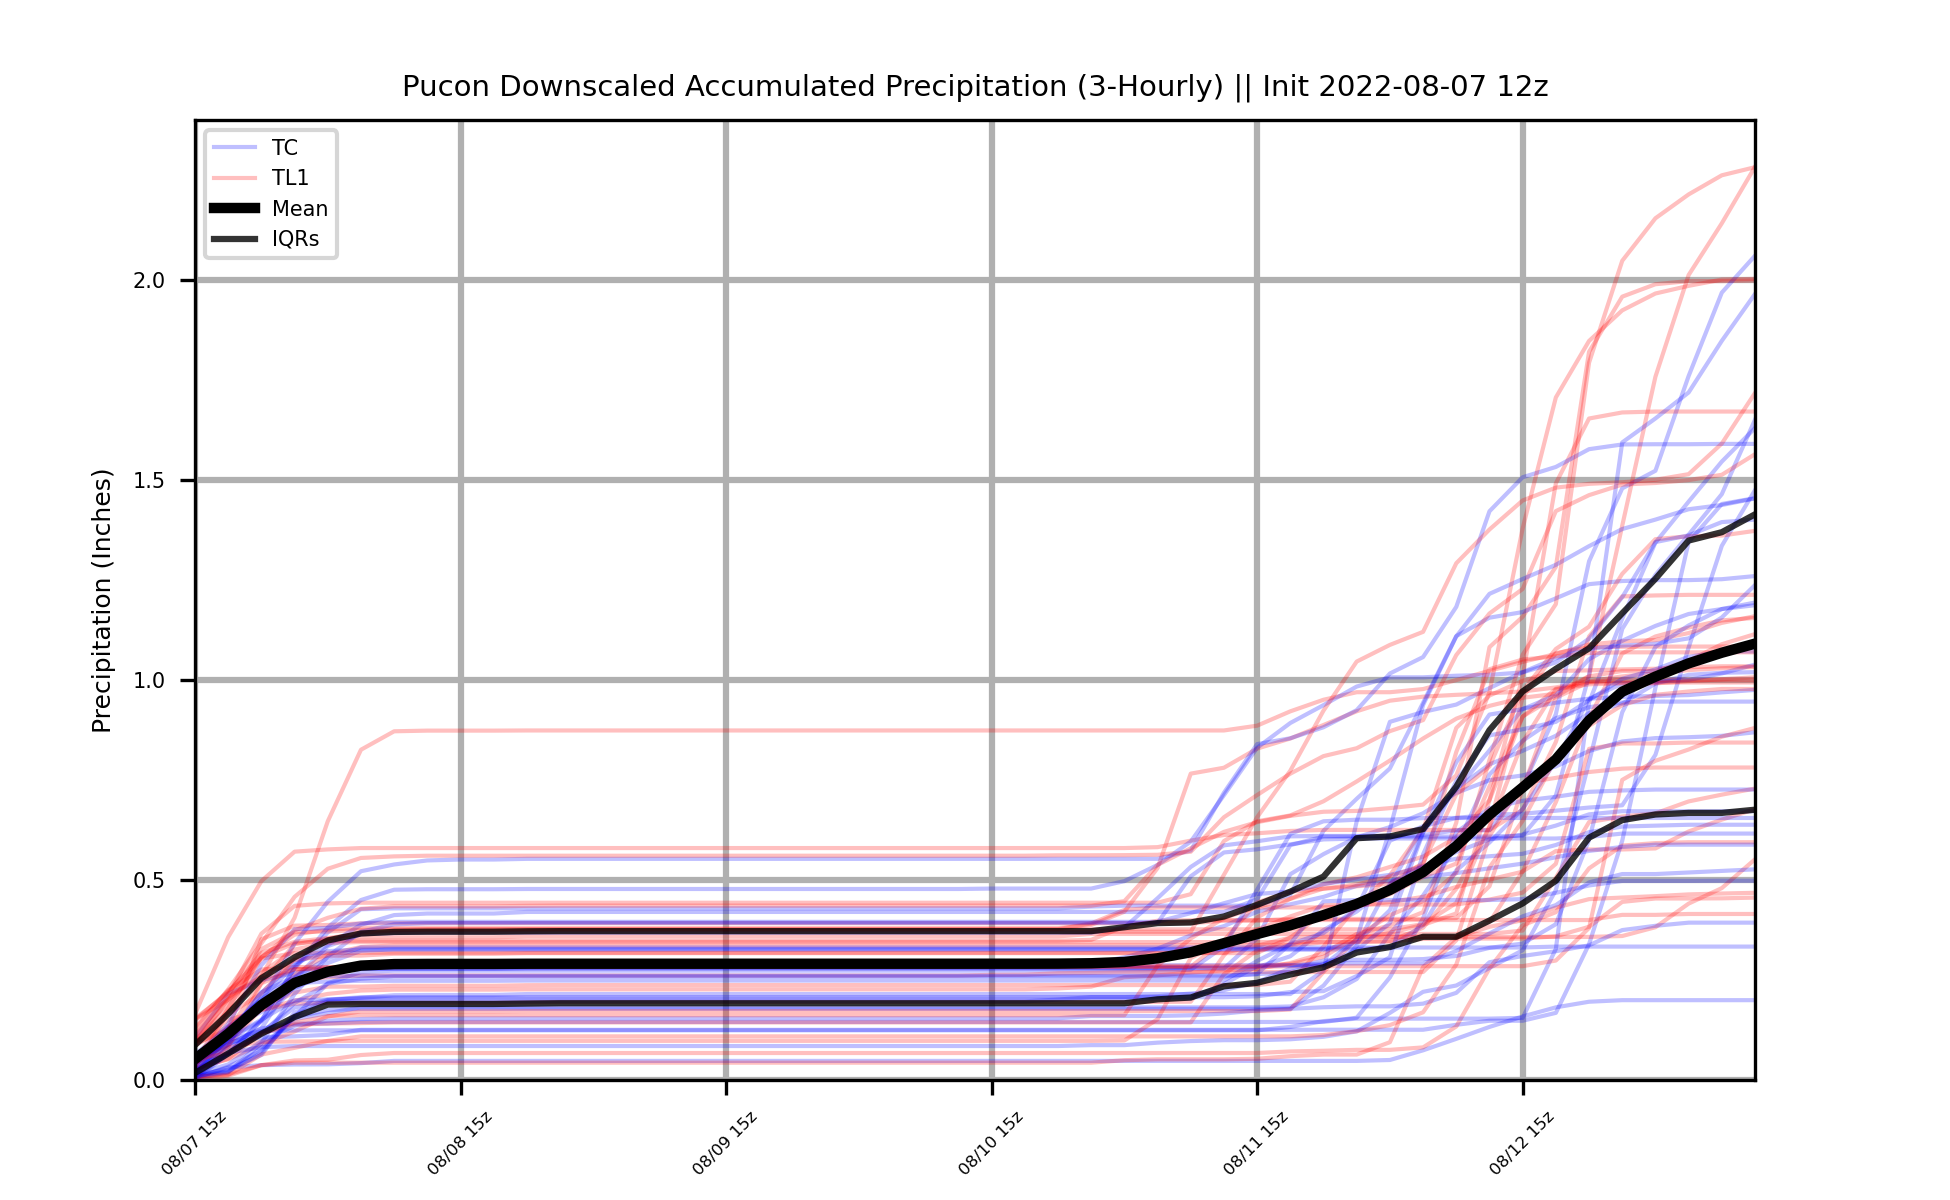 Pucon Downscaled Accumulated Precipitation (3-Hourly) || Init 2022-08-07 12z
TC
TL1
Mean
IQRs
Precipitation (Inches)
2.0
1.5
1.0
0.5
0.0
08/07 15z
08/08 15z
08/09 15z
08/10 15z
08/11 15z
08/12 15z